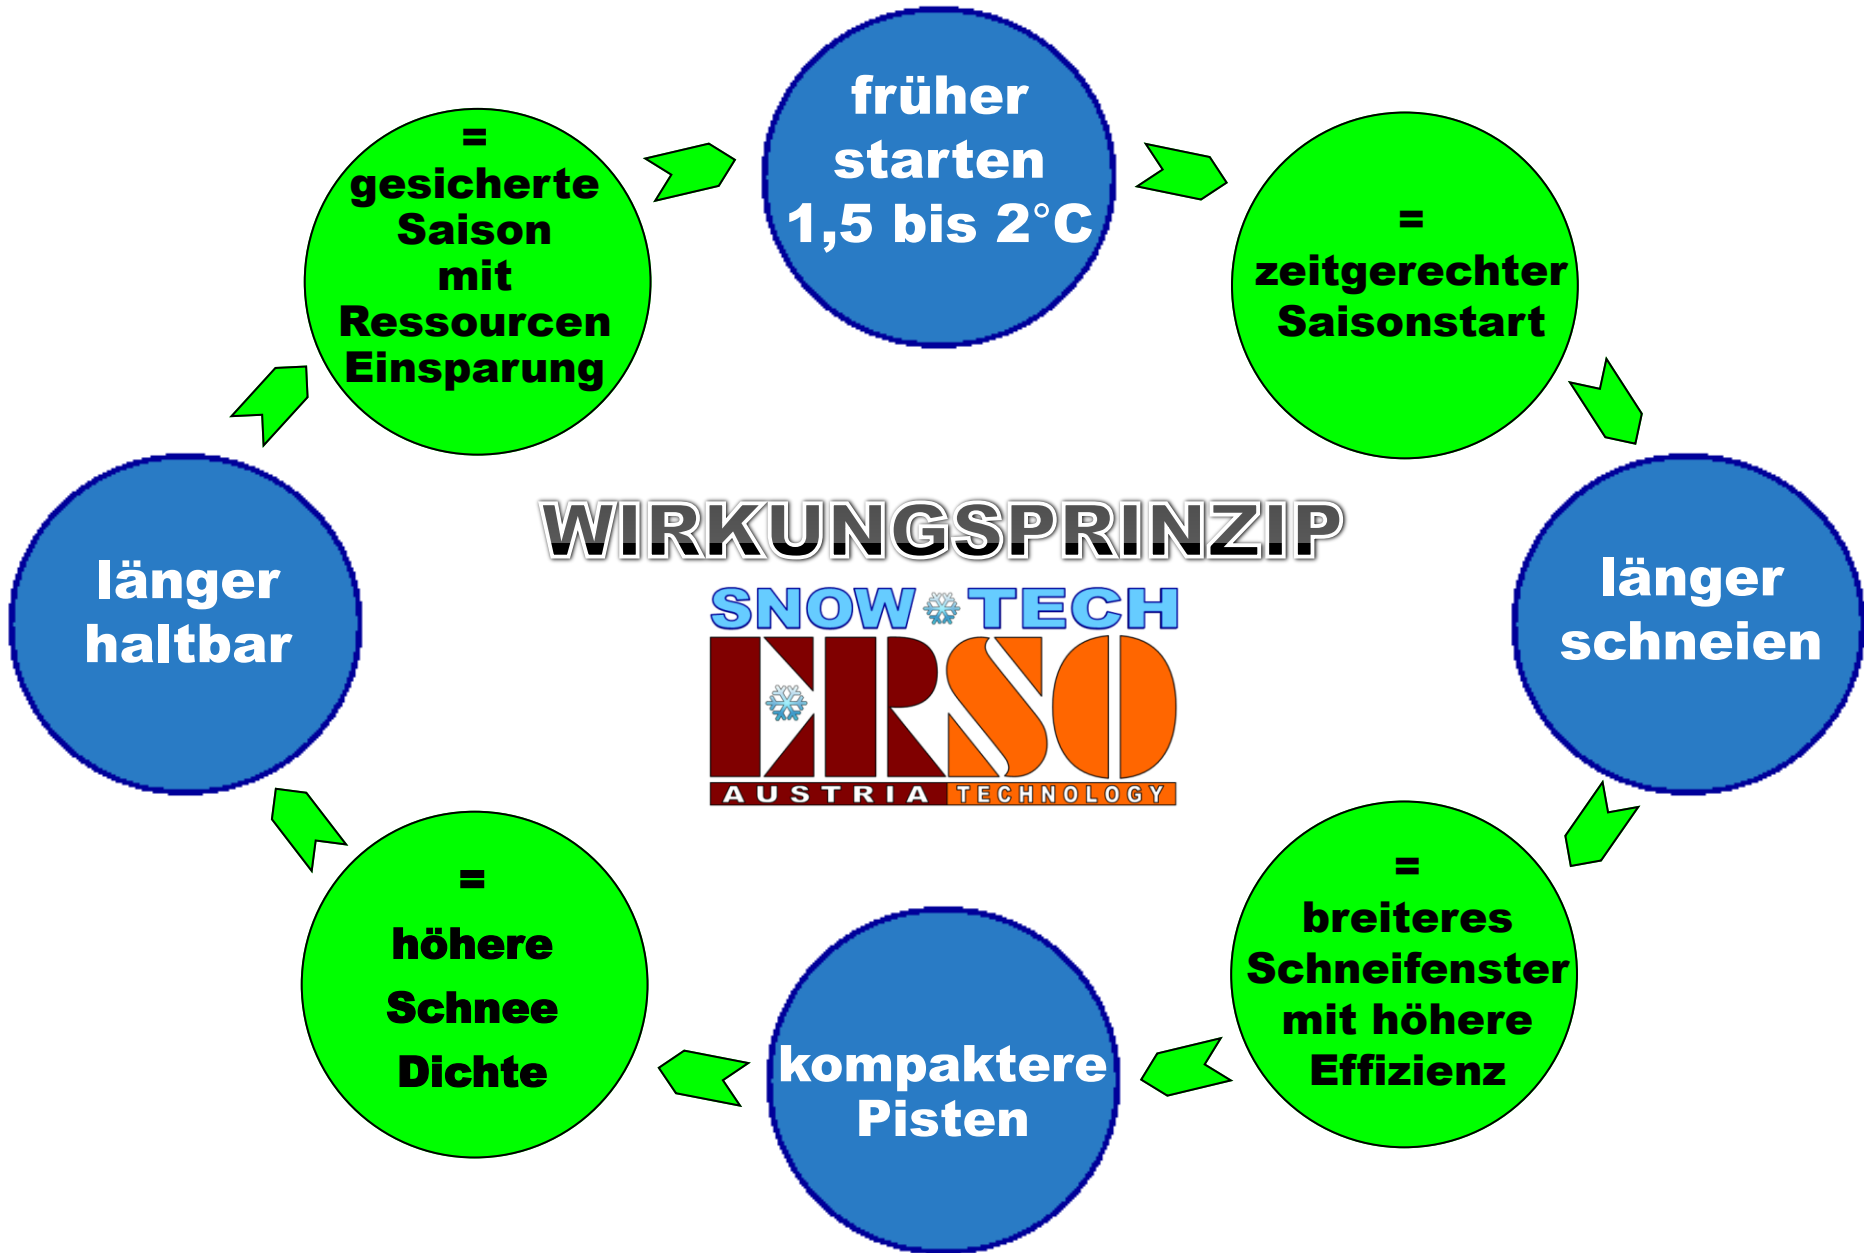 früher
starten
1,5 bis 2°C
=
zeitgerechter
Saisonstart
länger
schneien
=
breiteres
Schneifenster
mit höhere
Effizienz
kompaktere
Pisten
=
höhere
Schnee
Dichte
länger
haltbar
=
gesicherte
Saison
mit
Ressourcen
Einsparung
WIRKUNGSPRINZIP
SNOW TECH
ERSO
AUSTRIA TECHNOLOGY